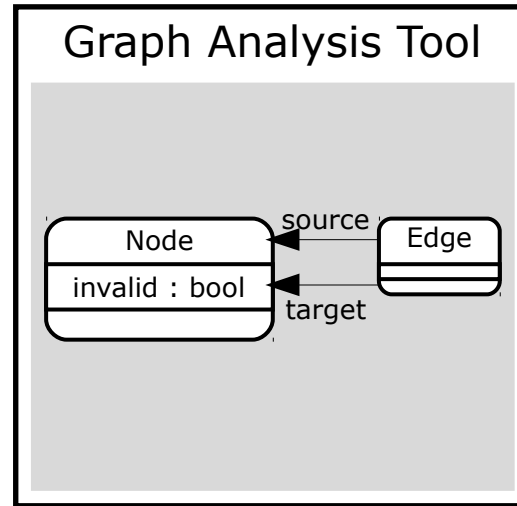 Graph Analysis Tool
source
Node
Edge
invalid : bool
target